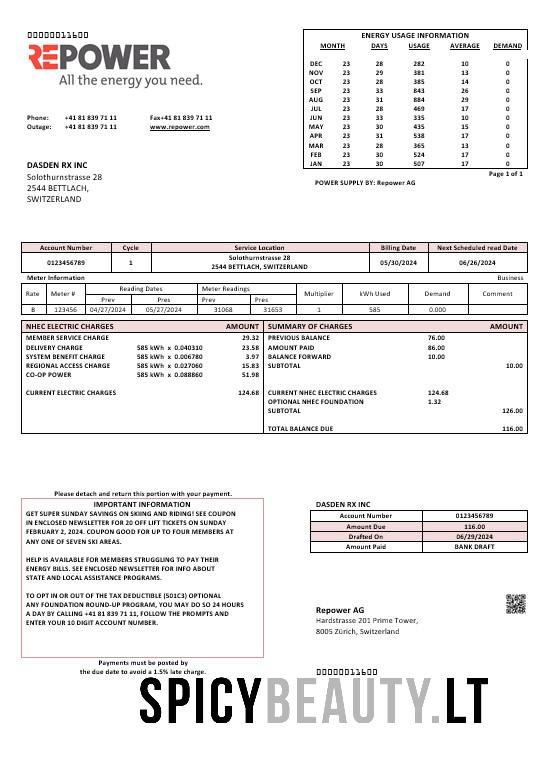 00000011600
REPOWER
All the energy you need.
Phone: +41 81 839 71 11 Fax+41 81 839 71 11
Outage: +41 81 839 71 11 www.repower.com
DASDEN RX INC
Solothurnstrasse 28
2544 BETTLACH,
SWITZERLAND
ENERGY USAGE INFORMATION
MONTH DAYS USAGE AVERAGE DEMAND
DEC 23 28 282 10 0
NOV 23 29 381 13 0
OCT 23 28 385 14 0
SEP 23 33 843 26 0
AUG 23 31 884 29 0
JUL 23 28 469 17 0
JUN 23 33 335 10 0
MAY 23 30 435 15 0
APR 23 31 538 17 0
MAR 23 28 365 13 0
FEB 23 30 524 17 0
JAN 23 30 507 17 0
Page 1 of 1
POWER SUPPLY BY: Repower AG
Account Number Cycle Service Location Billing Date Next Scheduled read Date
0123456789 1 Solothurnstrasse 28 05/30/2024 06/26/2024
2544 BETTLACH, SWITZERLAND
Meter Information Business
Rate Meter # Reading Dates Meter Readings Multiplier kWh Used Demand Comment
Prev Pres Prev Pres
B 123456 04/27/2024 05/27/2024 31068 31653 1 585 0.000
NHEC ELECTRIC CHARGES AMOUNT
MEMBER SERVICE CHARGE 29.32
DELIVERY CHARGE 585 kWh x 0.040310 23.58
SYSTEM BENEFIT CHARGE 585 kWh x 0.006780 3.97
REGIONAL ACCESS CHARGE 585 kWh x 0.027060 15.83
CO-OP POWER 585 kWh x 0.088860 51.98
CURRENT ELECTRIC CHARGES 124.68
SUMMARY OF CHARGES AMOUNT
PREVIOUS BALANCE 76.00
AMOUNT PAID 86.00
BALANCE FORWARD 10.00
SUBTOTAL 10.00
CURRENT NHEC ELECTRIC CHARGES 124.68
OPTIONAL NHEC FOUNDATION 1.32
SUBTOTAL 126.00
TOTAL BALANCE DUE 116.00
Please detach and return this portion with your payment.
IMPORTANT INFORMATION
GET SUPER SUNDAY SAVINGS ON SKIING AND RIDING! SEE COUPON
IN ENCLOSED NEWSLETTER FOR 20 OFF LIFT TICKETS ON SUNDAY
FEBRUARY 2, 2024. COUPON GOOD FOR UP TO FOUR MEMBERS AT
ANY ONE OF SEVEN SKI AREAS.
HELP IS AVAILABLE FOR MEMBERS STRUGGLING TO PAY THEIR
ENERGY BILLS. SEE ENCLOSED NEWSLETTER FOR INFO ABOUT
STATE AND LOCAL ASSISTANCE PROGRAMS.
TO OPT IN OR OUT OF THE TAX DEDUCTIBLE (501C3) OPTIONAL
ANY FOUNDATION ROUND-UP PROGRAM, YOU MAY DO SO 24 HOURS
A DAY BY CALLING +41 81 839 71 11, FOLLOW THE PROMPTS AND
ENTER YOUR 10 DIGIT ACCOUNT NUMBER.
Payments must be posted by
the due date to avoid a 1.5% late charge.
DASDEN RX INC
Account Number 0123456789
Amount Due 116.00
Drafted On 06/29/2024
Amount Paid BANK DRAFT
Repower AG
Hardstrasse 201 Prime Tower,
8005 Zürich, Switzerland
00000011600
SPICYBEAUTY.LT